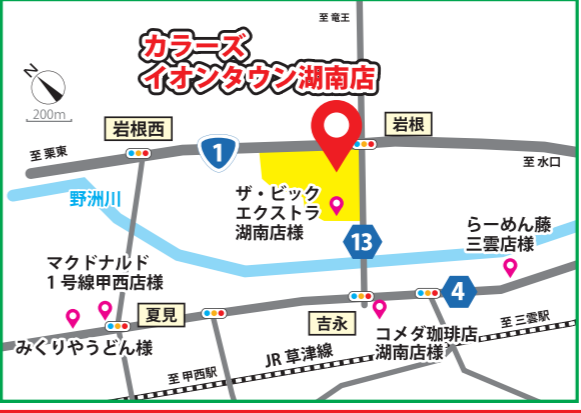 至 竜王
カラーズ
イオンタウン湖南店
N
200m
岩根西
岩根
至 栗東
1
至 水口
野洲川
ザ・ビック
エクストラ
湖南店様
13
らーめん藤
三雲店様
マクドナルド
1号線甲西店様
4
夏見
吉永
みくりやうどん様
コメダ珈琲店
湖南店様
至 三雲駅
JR 草津線
至 甲西駅